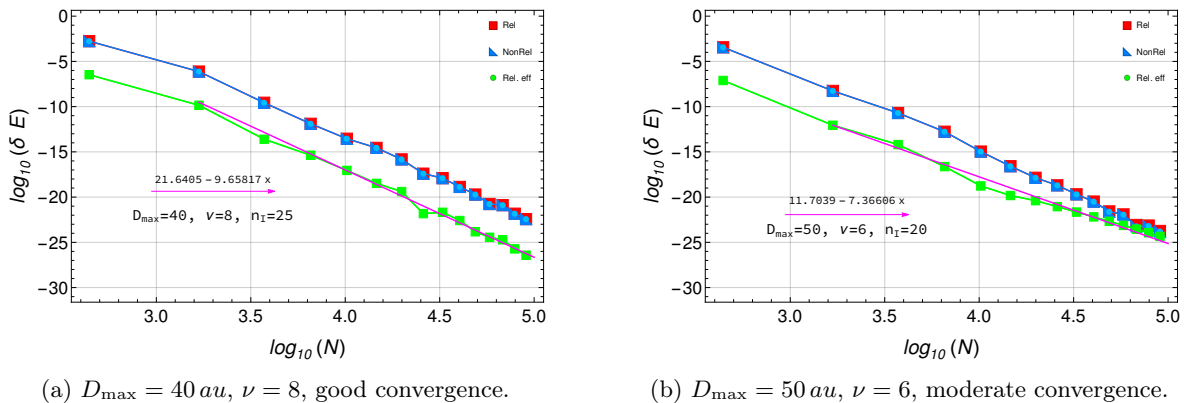 Rel
NonRel
Rel. eff
0
−5
−10
−15
−20
−25
−30
log10(δ E)
21.6405−9.65817 x
Dmax=40, ν=8, nI=25
3.0 3.5 4.0 4.5 5.0
log10(N)
(a) Dmax = 40 au, ν = 8, good convergence.
Rel
NonRel
Rel. eff
0
−5
−10
−15
−20
−25
−30
log10(δ E)
11.7039−7.36606 x
Dmax=50, ν=6, nI=20
3.0 3.5 4.0 4.5 5.0
log10(N)
(b) Dmax = 50 au, ν = 6, moderate convergence.